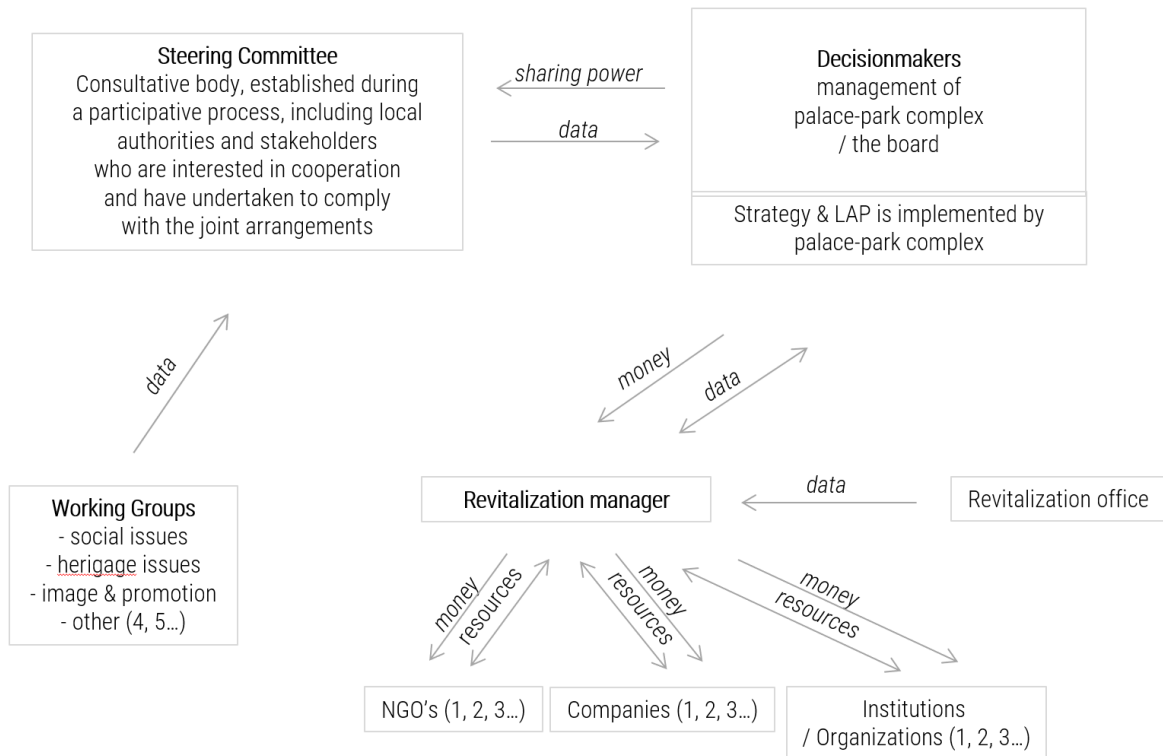 Steering Committee
Consultative body, established during
a participative process, including local
authorities and stakeholders
who are interested in cooperation
and have undertaken to comply
with the joint arrangements
sharing power
data
Decisionmakers
management of
palace-park complex
/ the board
Strategy & LAP is implemented by
palace-park complex
data
money
data
Working Groups
- social issues
- herigage issues
- image & promotion
- other (4, 5...)
Revitalization manager
data
Revitalization office
money
resources
money
resources
money
resources
NGO's (1, 2, 3...)
Companies (1, 2, 3...)
Institutions
/ Organizations (1, 2, 3...)